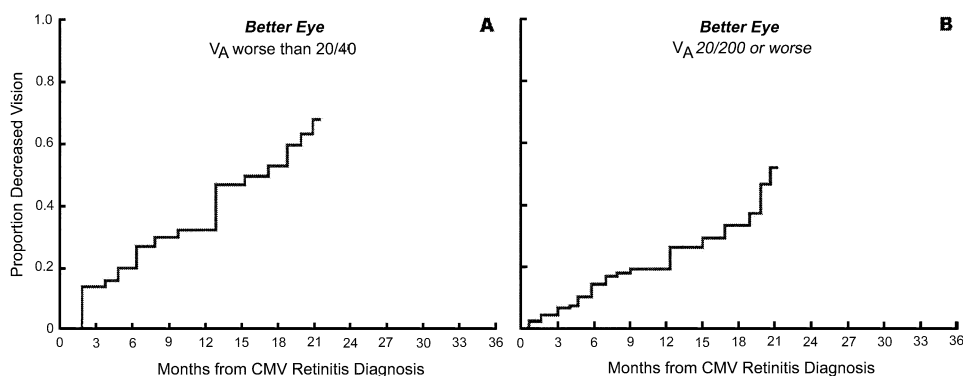 Better Eye
VA worse than 20/40
A
1.0
0.8
0.6
0.4
0.2
0
Proportion Decreased Vision
0 3 6 9 12 15 18 21 24 27 30 33 36
Months from CMV Retinitis Diagnosis
Better Eye
VA 20/200 or worse
B
0 3 6 9 12 15 18 21 24 27 30 33 36
Months from CMV Retinitis Diagnosis